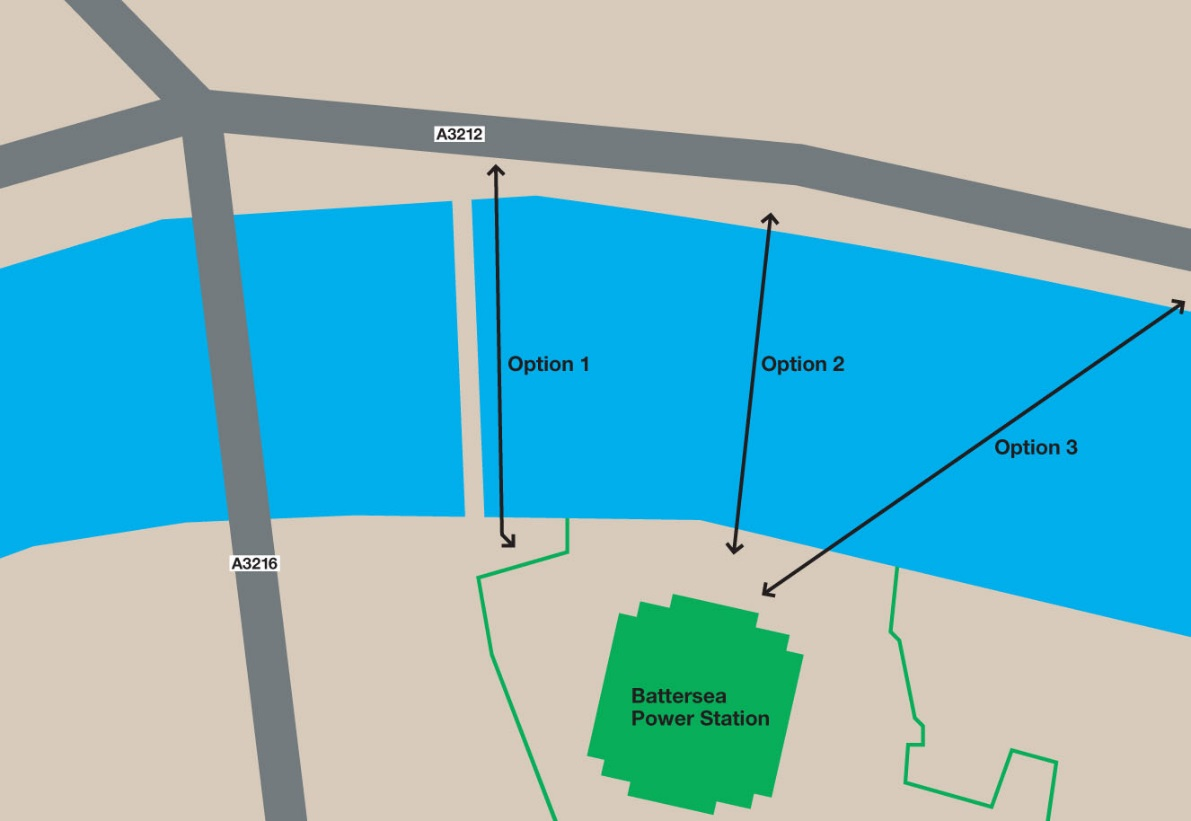 A3212
Option 1
Option 2
Option 3
A3216
Battersea
Power Station